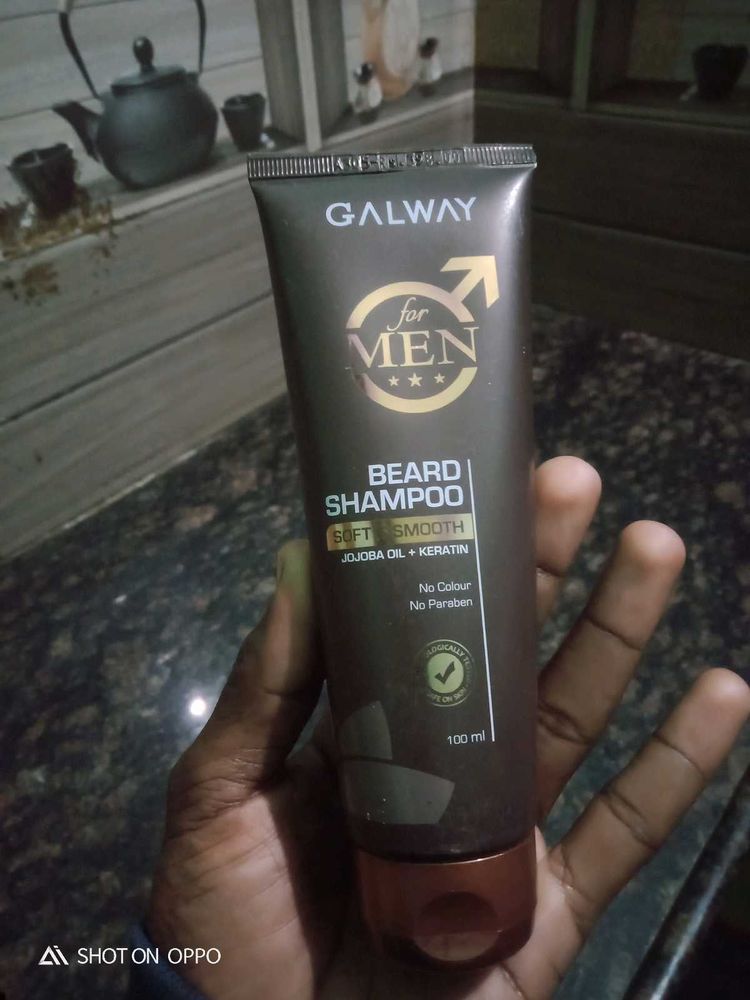 GALWAY
for
MEN
BEARD
SHAMPOO
SOFT & SMOOTH
JOJOBA OIL + KERATIN
No Colour
No Paraben
100 ml
SHOT ON OPPO